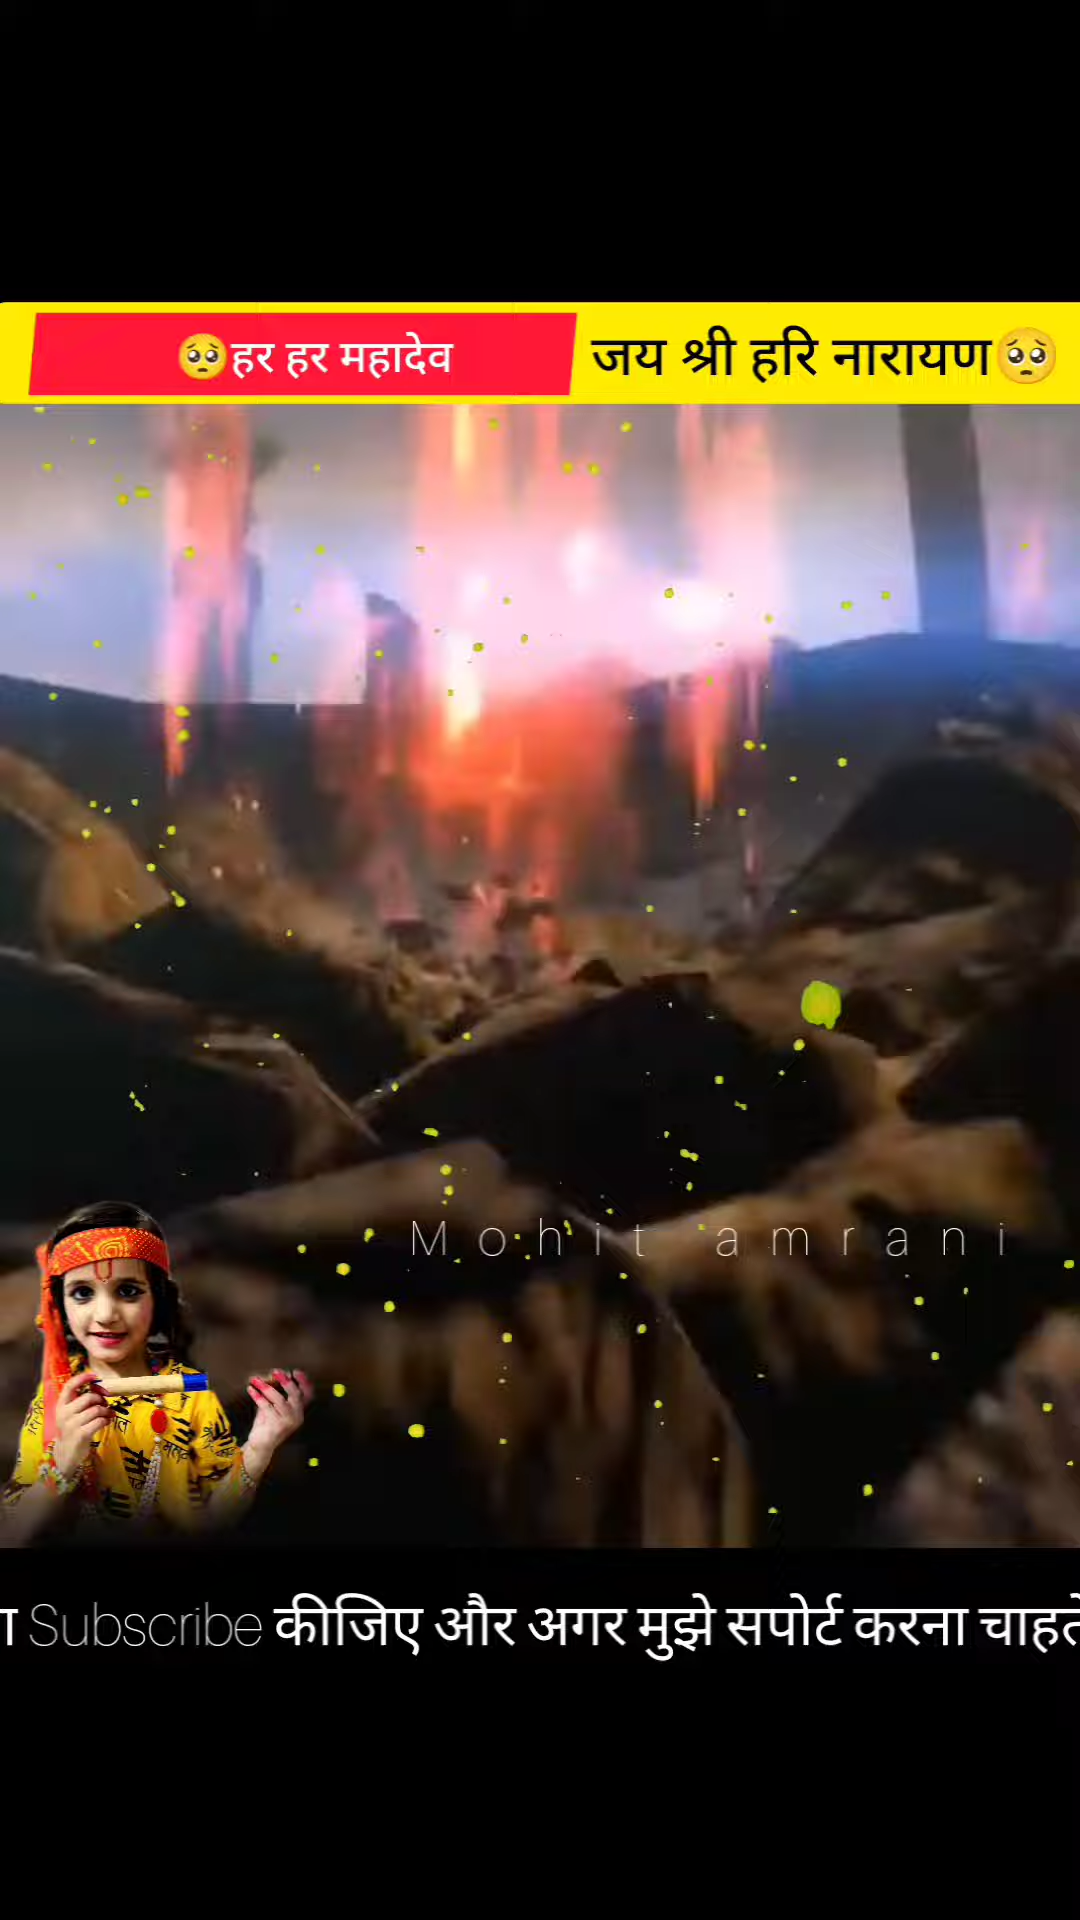 🥺हर हर महादेव
जय श्री हरि नारायण🥺
Mohit amrani
Subscribe कीजिए और अगर मुझे सपोर्ट करना